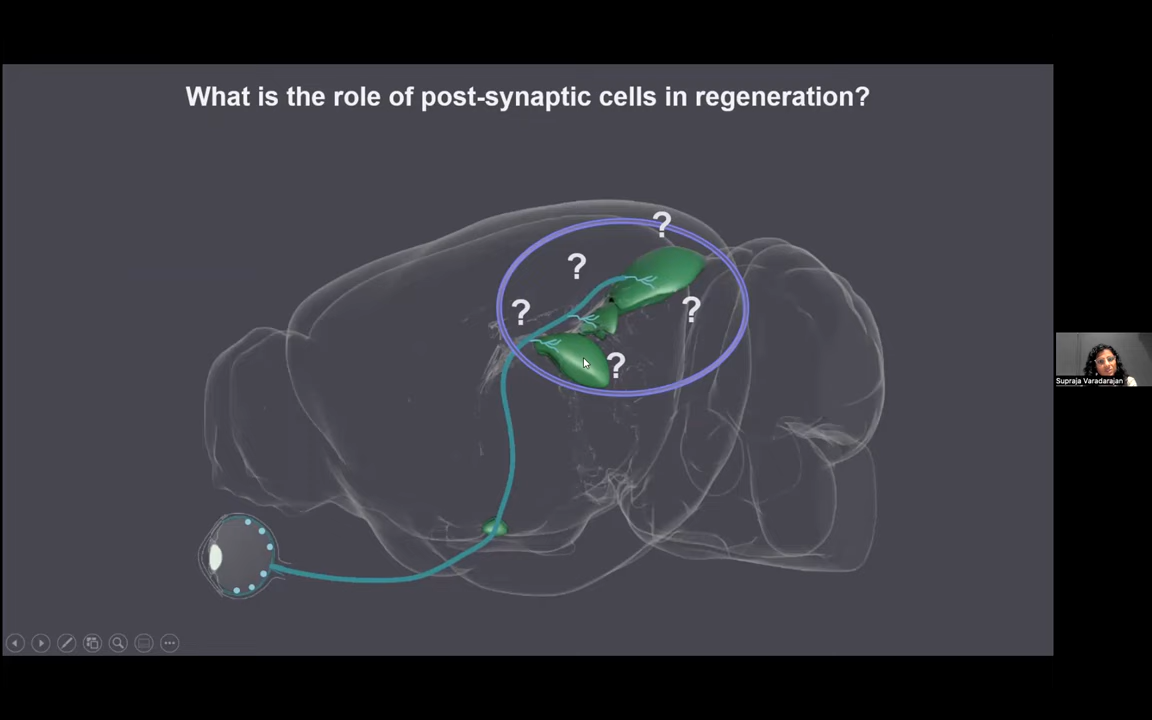 What is the role of post-synaptic cells in regeneration?
?
?
?
?
?
Supraja Varadarajan